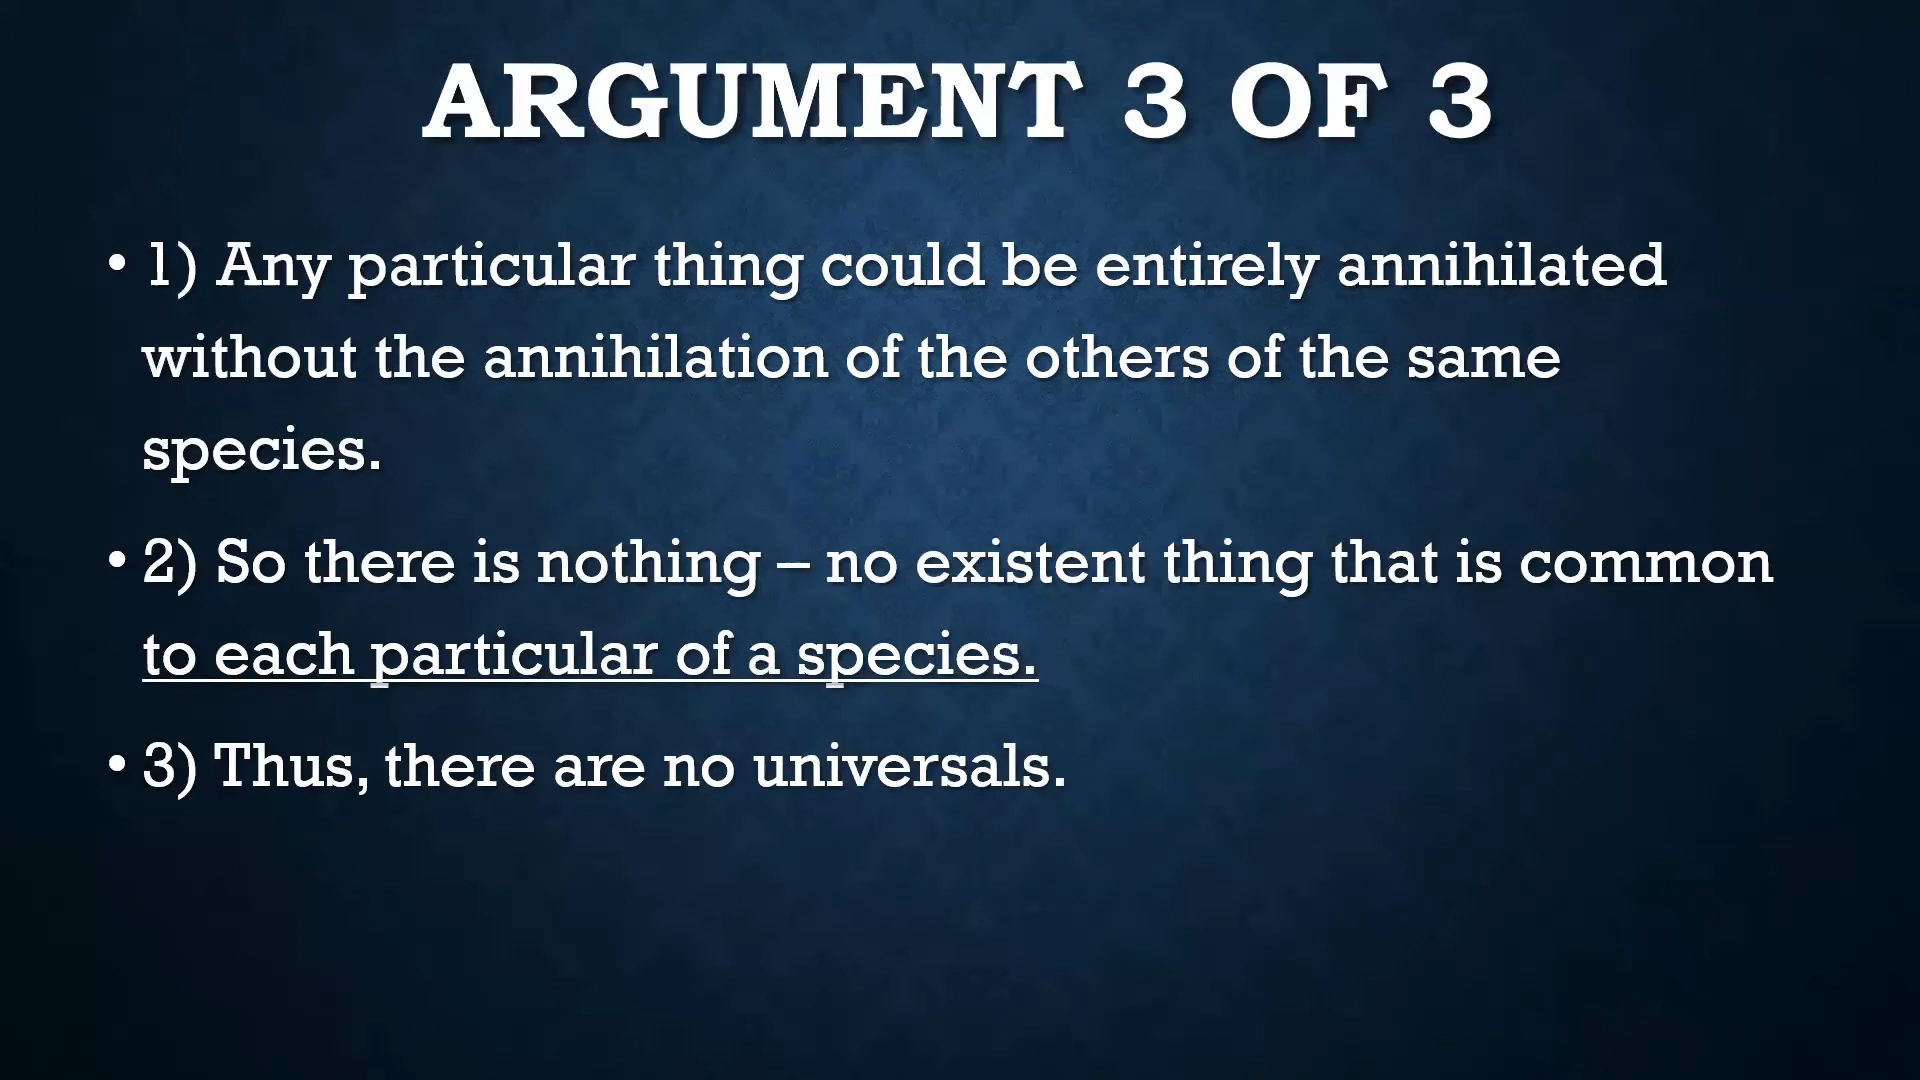 ARGUMENT 3 OF 3
• 1) Any particular thing could be entirely annihilated
without the annihilation of the others of the same
species.
• 2) So there is nothing – no existent thing that is common
to each particular of a species.
• 3) Thus, there are no universals.